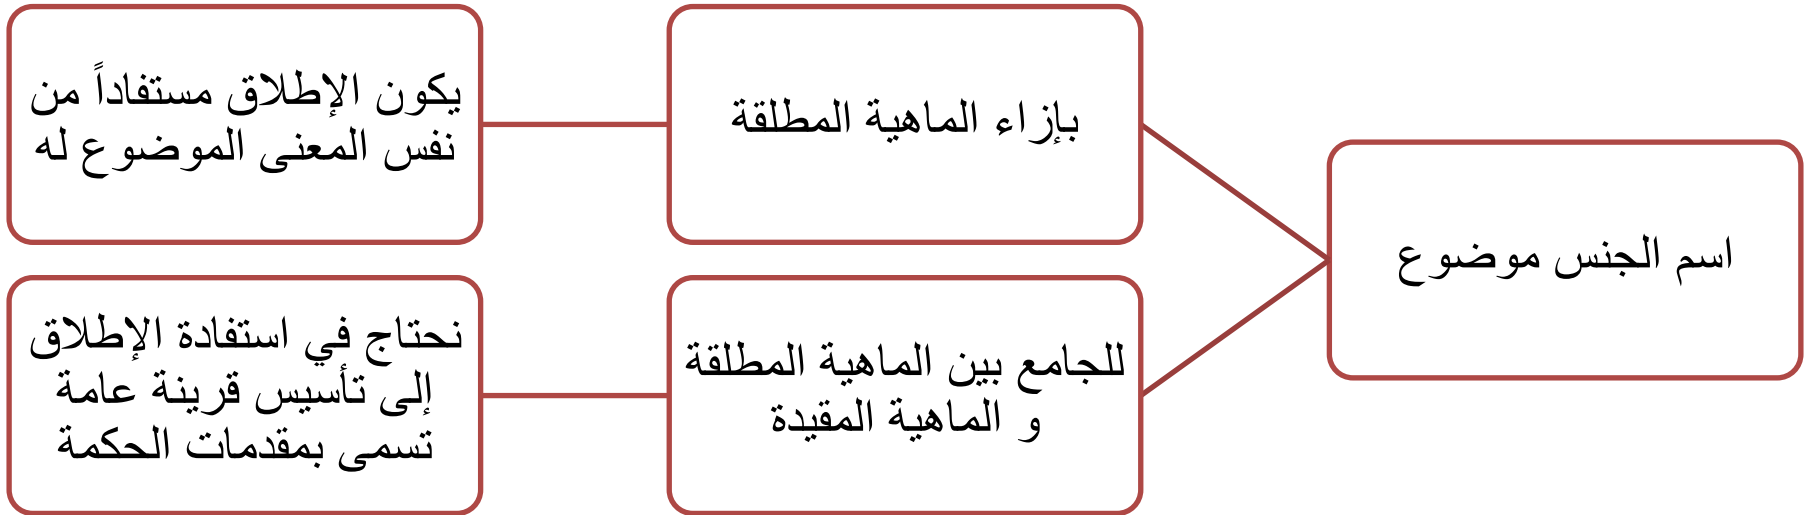 اسم الجنس موضوع
بإزاء الماهية المطلقة
يكون الإطلاق مستفاداً من
نفس المعنى الموضوع له
للجامع بين الماهية المطلقة
و الماهية المقيدة
نحتاج في استفادة الإطلاق
إلى تأسيس قرينة عامة
تسمى بمقدمات الحكمة